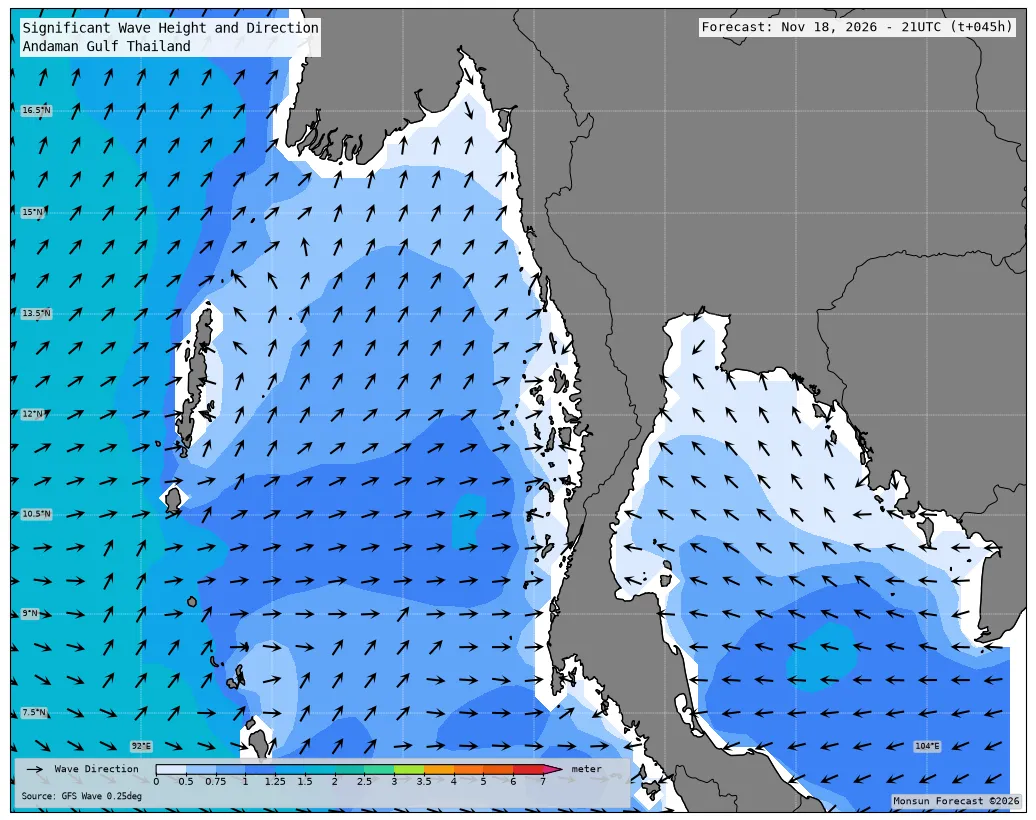 Significant Wave Height and Direction
Andaman Gulf Thailand
Forecast: Nov 18, 2026 - 21UTC (t+045h)
16.5°N
15°N
13.5°N
12°N
10.5°N
9°N
7.5°N
92°E
104°E
Wave Direction
0 0.5 0.75 1 1.25 1.5 2 2.5 3 3.5 4 5 6 7
meter
Source: GFS Wave 0.25deg
Monsun Forecast ©2026